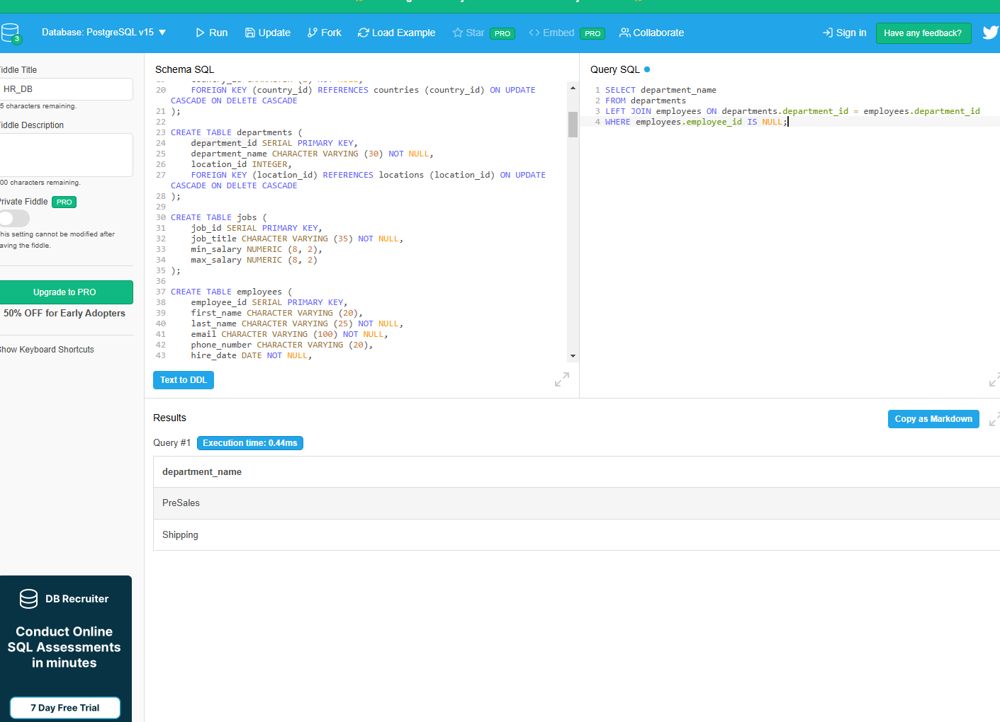 3
Database: PostgreSQL v15 ▼
Run
Update
Fork
Load Example
Star PRO
Embed PRO
Collaborate
Sign in
Have any feedback?
iddle Title
HR_DB
5 characters remaining.
iddle Description
00 characters remaining.
rivate Fiddle PRO
his setting cannot be modified after
aving the fiddle.
Upgrade to PRO
50% OFF for Early Adopters
how Keyboard Shortcuts
DB Recruiter
Conduct Online
SQL Assessments
in minutes
7 Day Free Trial
Schema SQL
20 FOREIGN KEY (country_id) REFERENCES countries (country_id) ON UPDATE
CASCADE ON DELETE CASCADE
21 );
22
23 CREATE TABLE departments (
24 department_id SERIAL PRIMARY KEY,
25 department_name CHARACTER VARYING (30) NOT NULL,
26 location_id INTEGER,
27 FOREIGN KEY (location_id) REFERENCES locations (location_id) ON UPDATE
CASCADE ON DELETE CASCADE
28 );
29
30 CREATE TABLE jobs (
31 job_id SERIAL PRIMARY KEY,
32 job_title CHARACTER VARYING (35) NOT NULL,
33 min_salary NUMERIC (8, 2),
34 max_salary NUMERIC (8, 2)
35 );
36
37 CREATE TABLE employees (
38 employee_id SERIAL PRIMARY KEY,
39 first_name CHARACTER VARYING (20),
40 last_name CHARACTER VARYING (25) NOT NULL,
41 email CHARACTER VARYING (100) NOT NULL,
42 phone_number CHARACTER VARYING (20),
43 hire_date DATE NOT NULL,
Text to DDL
Query SQL
1 SELECT department_name
2 FROM departments
3 LEFT JOIN employees ON departments.department_id = employees.department_id
4 WHERE employees.employee_id IS NULL;
Results
Copy as Markdown
Query #1 Execution time: 0.44ms
department_name
PreSales
Shipping